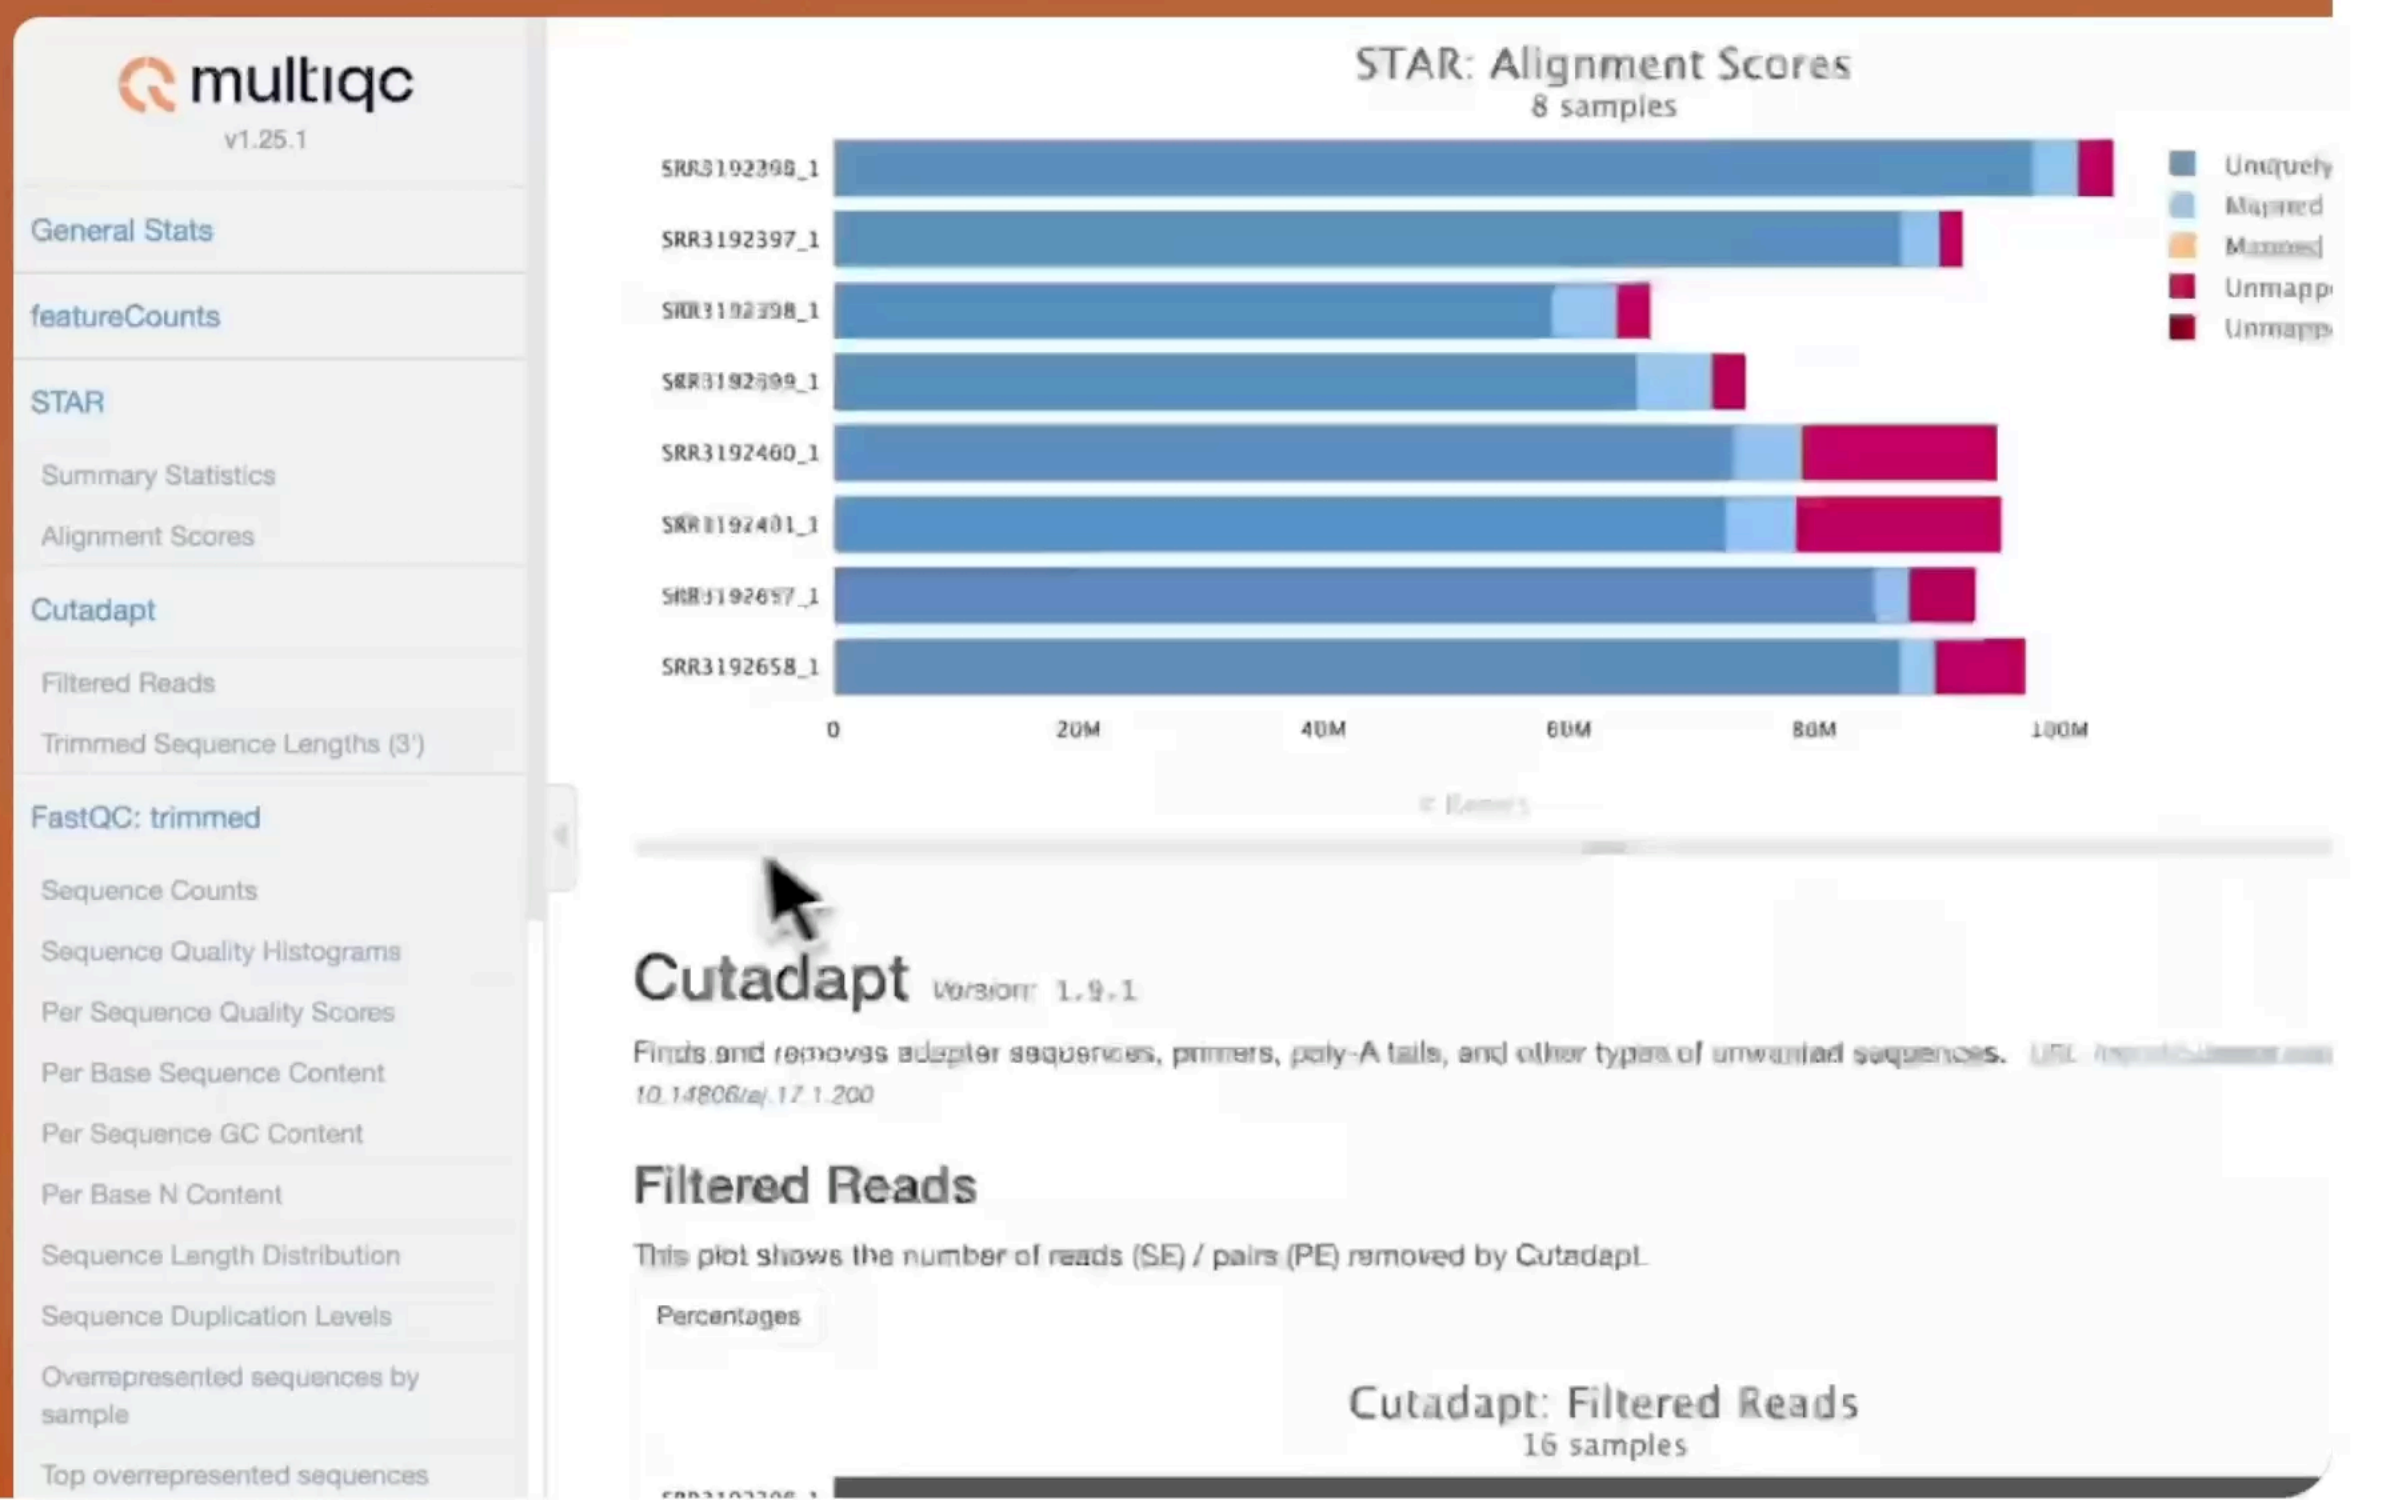 multiqc
v1.25.1
General Stats
featureCounts
STAR
Summary Statistics
Alignment Scores
Cutadapt
Filtered Reads
Trimmed Sequence Lengths (3')
FastQC: trimmed
Sequence Counts
Sequence Quality Histograms
Per Sequence Quality Scores
Per Base Sequence Content
Per Sequence GC Content
Per Base N Content
Sequence Length Distribution
Sequence Duplication Levels
Overrepresented sequences by
sample
Top overrepresented sequences
STAR: Alignment Scores
8 samples
SRR3192397_1
SRR3192658_1
0
20M
40M
60M
80M
100M
Uniquely
Mapped
Mapped
Unmapp
Unmapp
Cutadapt Version: 1.9.1
Finds and removes adapter sequences, primers, poly-A tails, and other types of unwanted sequences. URL
10.14806/ej.17.1.200
Filtered Reads
This plot shows the number of reads (SE) / pairs (PE) removed by Cutadapt.
Percentages
Cutadapt: Filtered Reads
16 samples